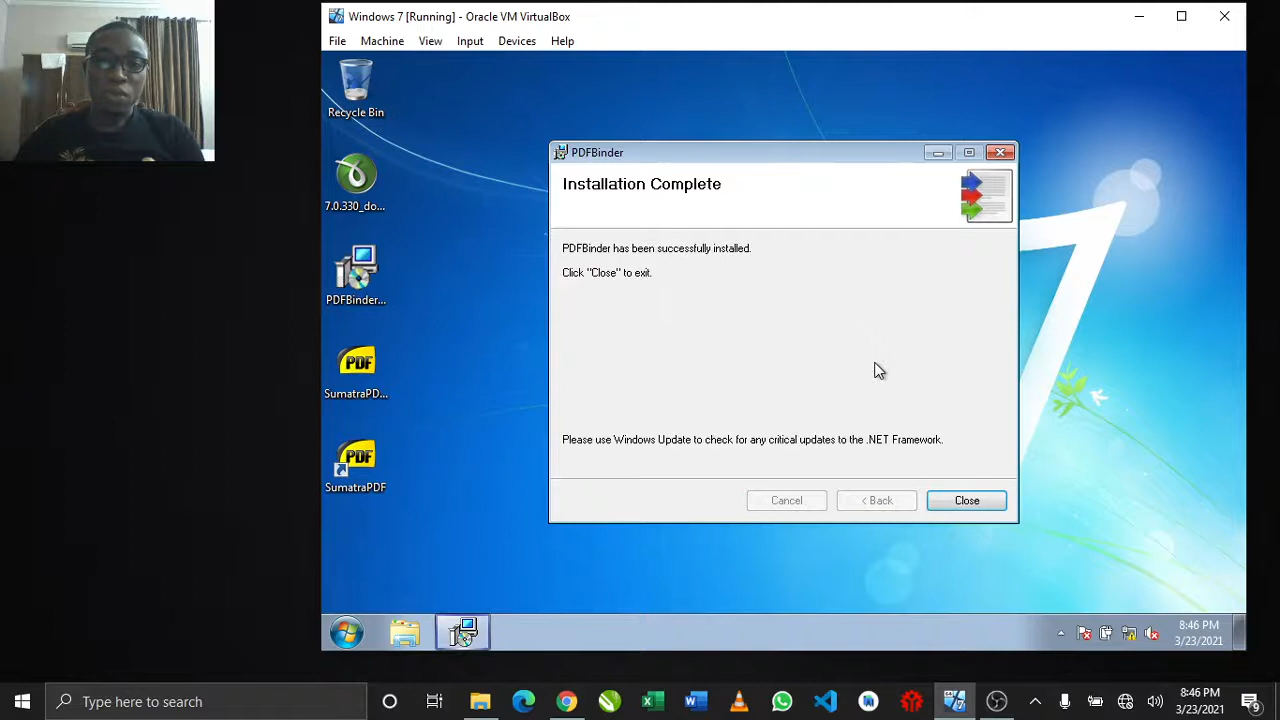 Windows 7 [Running] - Oracle VM VirtualBox
File Machine View Input Devices Help
Recycle Bin
7.0.330_do...
PDFBinder...
PDF
SumatraPD...
PDF
SumatraPDF
PDFBinder
Installation Complete
PDFBinder has been successfully installed.
Click "Close" to exit.
Please use Windows Update to check for any critical updates to the .NET Framework.
Cancel
< Back
Close
8:46 PM
3/23/2021
Type here to search
8:46 PM
3/23/2021
9